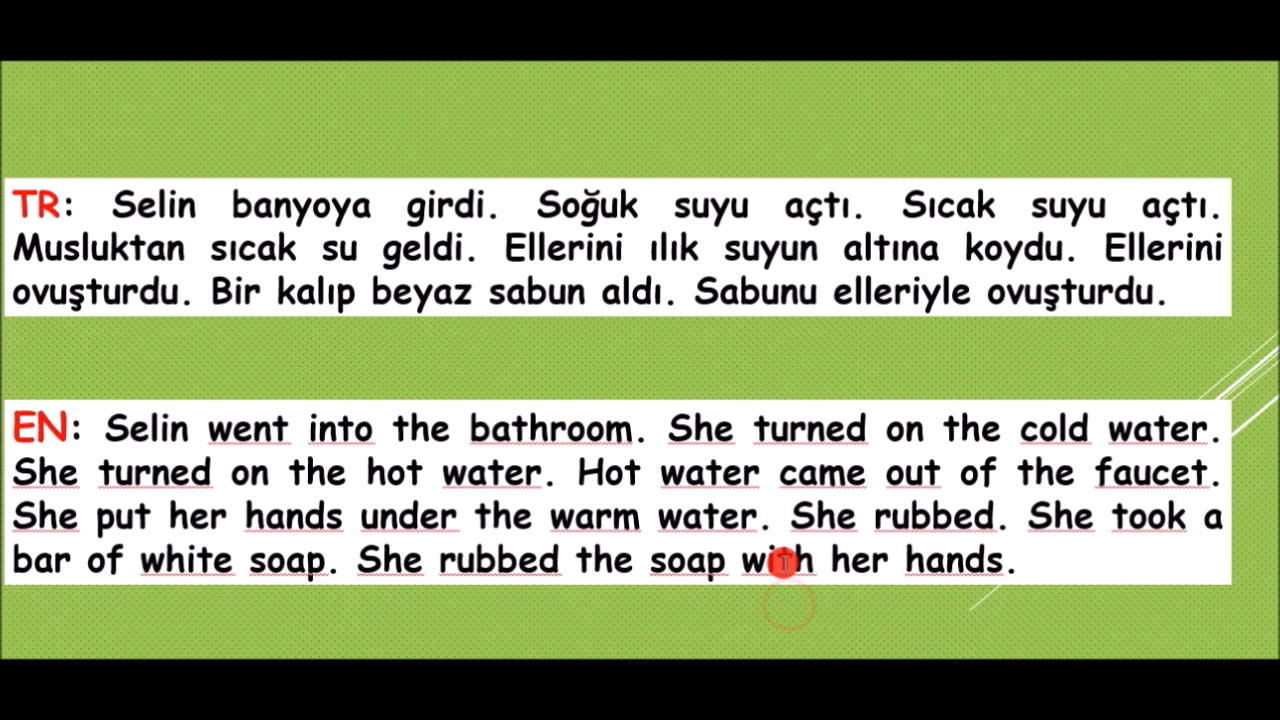 TR: Selin banyoya girdi. Soğuk suyu açtı. Sıcak suyu açtı.
Musluktan sıcak su geldi. Ellerini ılık suyun altına koydu. Ellerini
ovuşturdu. Bir kalıp beyaz sabun aldı. Sabunu elleriyle ovuşturdu.
EN: Selin went into the bathroom. She turned on the cold water.
She turned on the hot water. Hot water came out of the faucet.
She put her hands under the warm water. She rubbed. She took a
bar of white soap. She rubbed the soap with her hands.